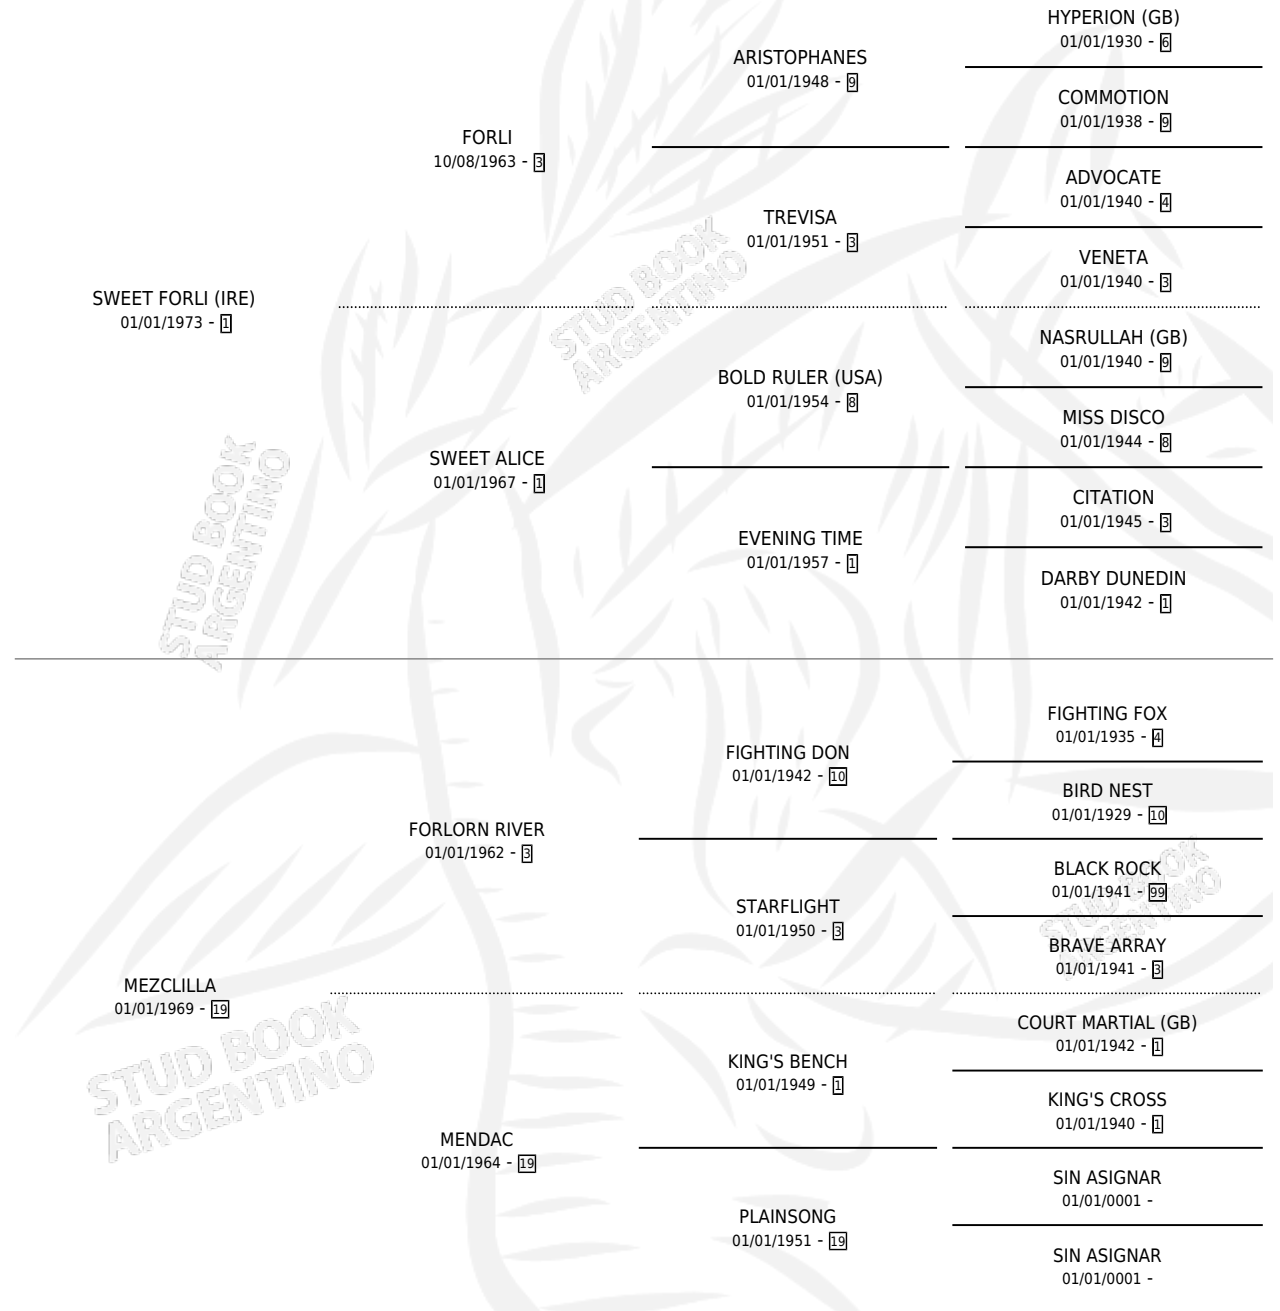 HYPERION (GB)
01/01/1930 - 6
ARISTOPHANES
01/01/1948 - 9
COMMOTION
01/01/1938 - 9
FORLI
10/08/1963 - 3
ADVOCATE
01/01/1940 - 4
TREVISA
01/01/1951 - 3
VENETA
01/01/1940 - 3
SWEET FORLI (IRE)
01/01/1973 - 1
NASRULLAH (GB)
01/01/1940 - 9
BOLD RULER (USA)
01/01/1954 - 8
MISS DISCO
01/01/1944 - 8
SWEET ALICE
01/01/1967 - 1
CITATION
01/01/1945 - 3
EVENING TIME
01/01/1957 - 1
DARBY DUNEDIN
01/01/1942 - 1
FIGHTING FOX
01/01/1935 - 4
FIGHTING DON
01/01/1942 - 10
BIRD NEST
01/01/1929 - 10
FORLORN RIVER
01/01/1962 - 3
BLACK ROCK
01/01/1941 - 99
STARFLIGHT
01/01/1950 - 3
BRAVE ARRAY
01/01/1941 - 3
MEZCLILLA
01/01/1969 - 19
COURT MARTIAL (GB)
01/01/1942 - 1
KING'S BENCH
01/01/1949 - 1
KING'S CROSS
01/01/1940 - 1
MENDAC
01/01/1964 - 19
SIN ASIGNAR
01/01/0001 -
PLAINSONG
01/01/1951 - 19
SIN ASIGNAR
01/01/0001 -
STUD BOOK
ARGENTINO
STUD BOOK
ARGENTINO
STUD BOOK
ARGENTINO
STUD BOOK
ARGENTINO